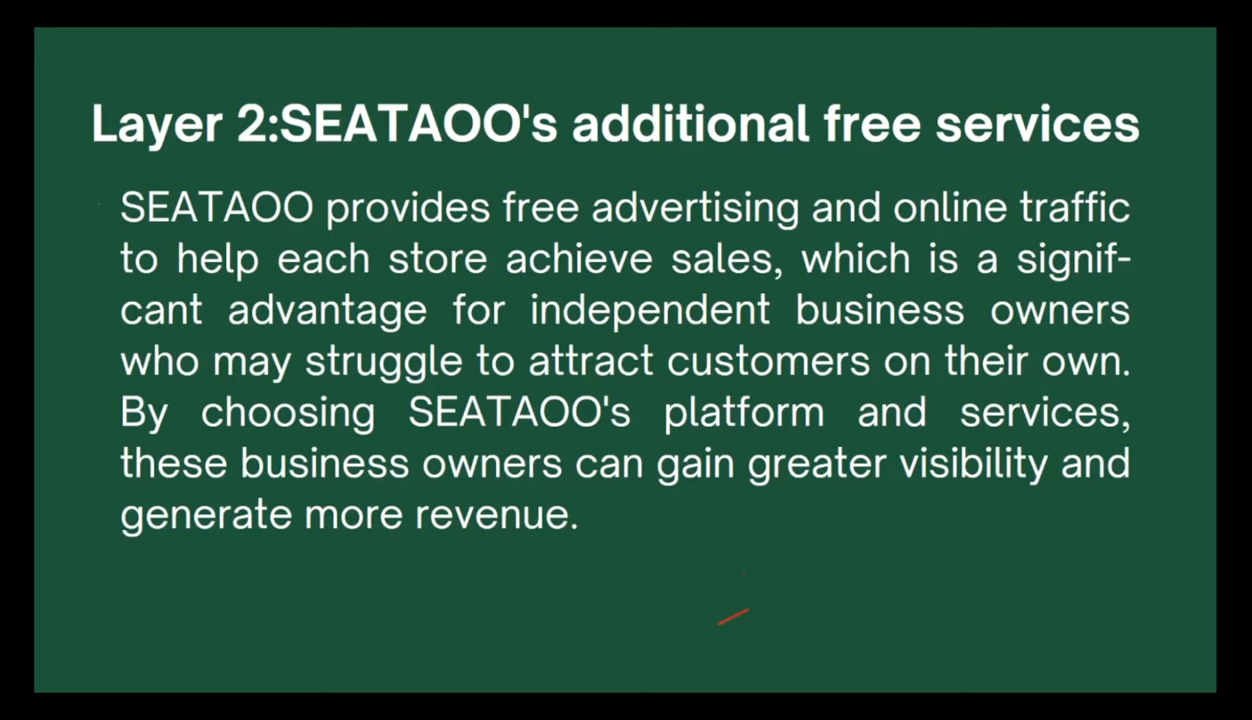 Layer 2:SEATAOO's additional free services
SEATAOO provides free advertising and online traffic
to help each store achieve sales, which is a signif-
cant advantage for independent business owners
who may struggle to attract customers on their own.
By choosing SEATAOO's platform and services,
these business owners can gain greater visibility and
generate more revenue.